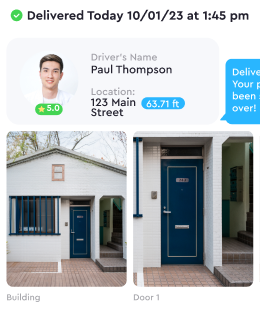 Delivered Today 10/01/23 at 1:45 pm
Driver's Name
Paul Thompson
Location:
123 Main
Street
63.71 ft
5.0
Delive
Your p
been
over!
Building
Door 1